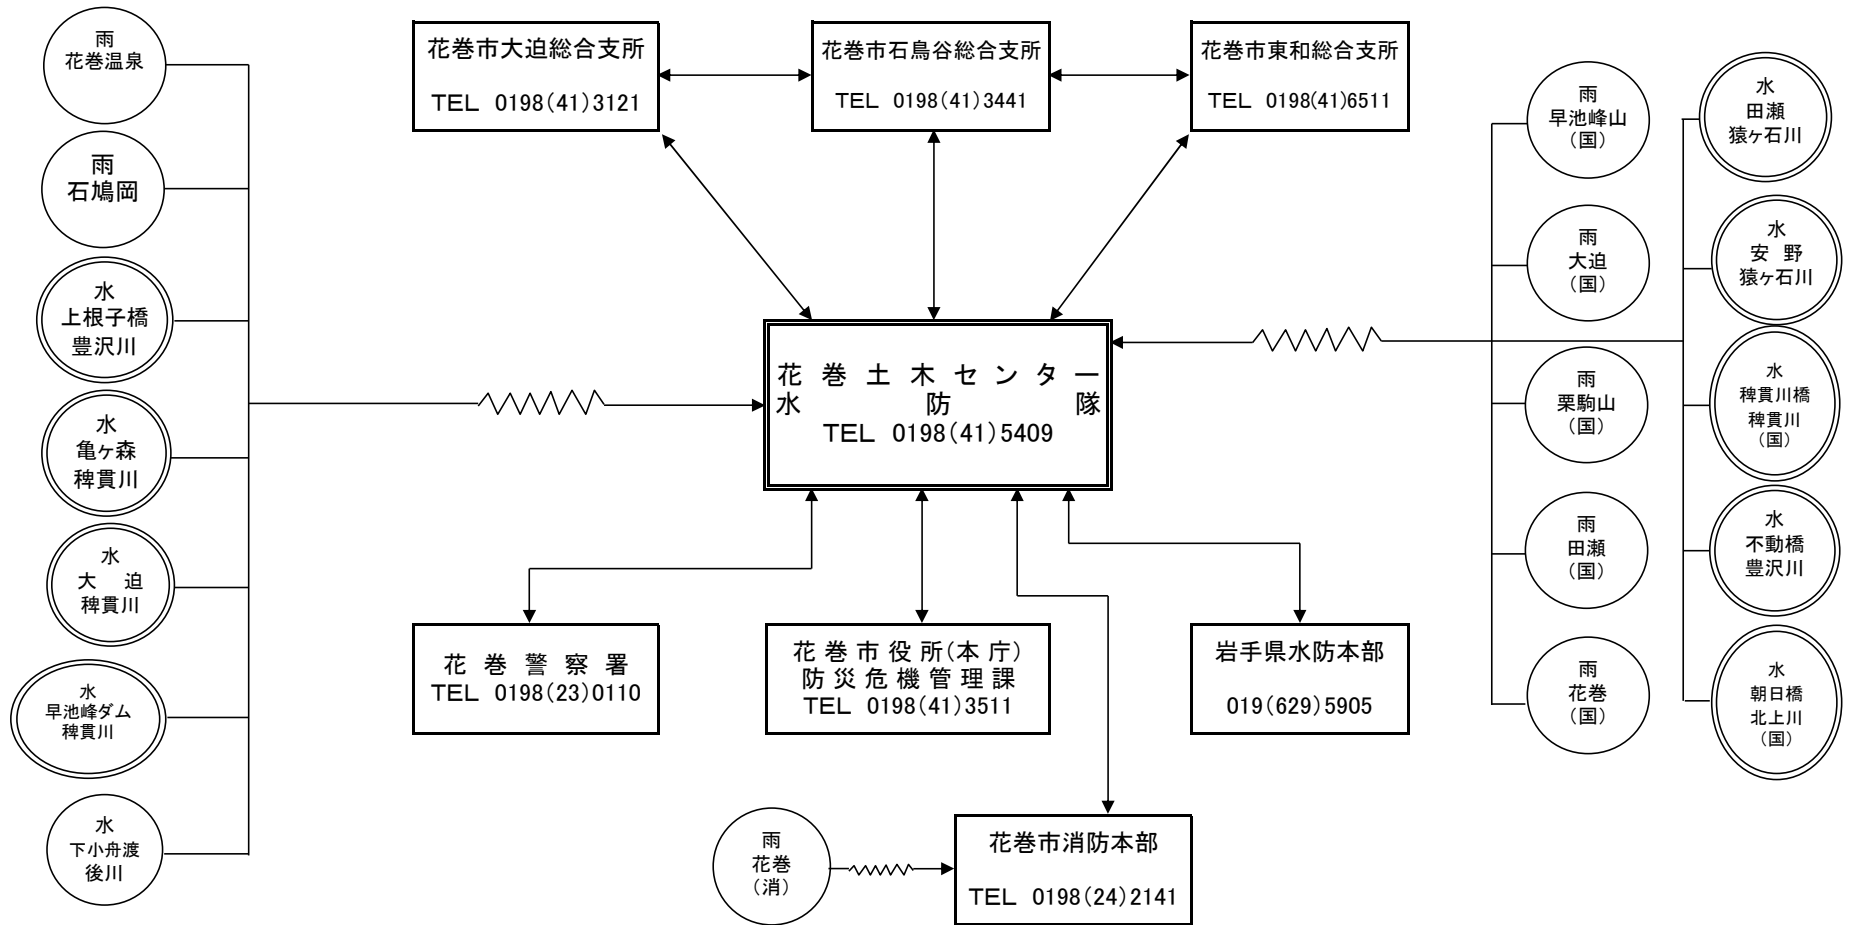 雨
花巻温泉
雨
石鳩岡
水
上根子橋
豊沢川
水
亀ヶ森
稗貫川
水
大 迫
稗貫川
水
早池峰ダム
稗貫川
水
下小舟渡
後川
花巻市大迫総合支所
TEL 0198(41)3121
花巻市石鳥谷総合支所
TEL 0198(41)3441
花巻市東和総合支所
TEL 0198(41)6511
花巻土木センター
水防隊
TEL 0198(41)5409
花巻警察署
TEL 0198(23)0110
花巻市役所(本庁)
防災危機管理課
TEL 0198(41)3511
岩手県水防本部
019(629)5905
雨
花巻
(消)
花巻市消防本部
TEL 0198(24)2141
雨
早池峰山
(国)
雨
大迫
(国)
雨
栗駒山
(国)
雨
田瀬
(国)
雨
花巻
(国)
水
田瀬
猿ヶ石川
水
安 野
猿ヶ石川
水
稗貫川橋
稗貫川
(国)
水
不動橋
豊沢川
水
朝日橋
北上川
(国)